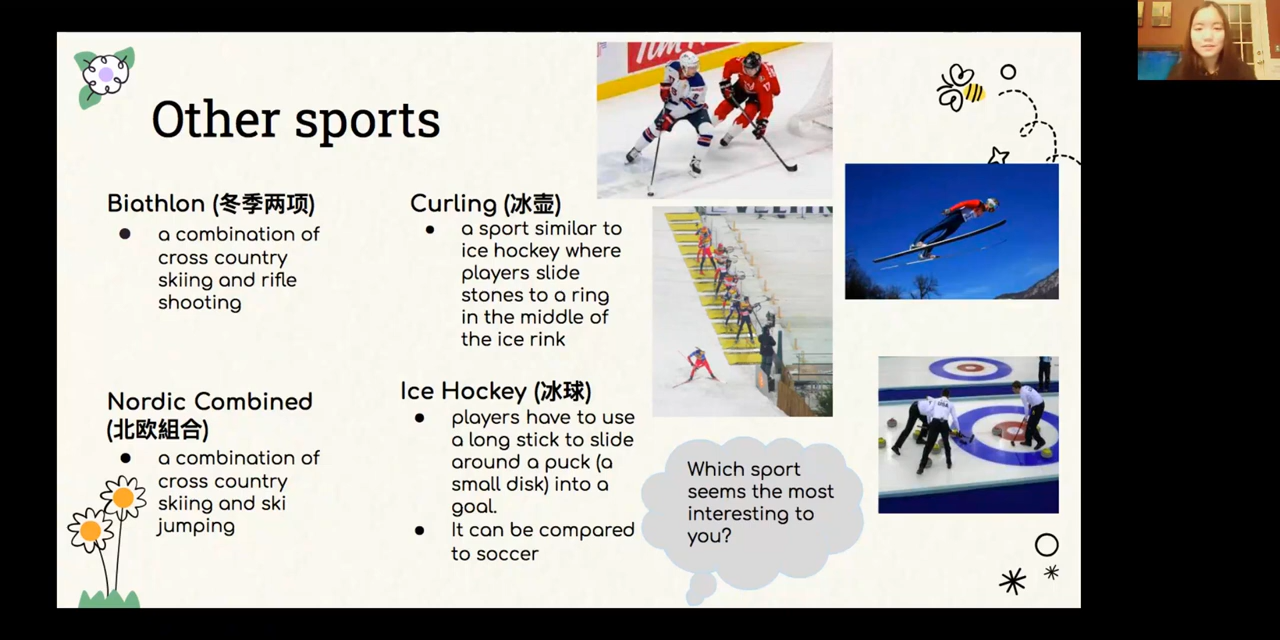 Other sports
Biathlon (冬季两项)
a combination of
cross country
skiing and rifle
shooting
Nordic Combined
(北欧組合)
a combination of
cross country
skiing and ski
jumping
Curling (冰壶)
a sport similar to
ice hockey where
players slide
stones to a ring
in the middle of
the ice rink
Ice Hockey (冰球)
players have to use
a long stick to slide
around a puck (a
small disk) into a
goal.
It can be compared
to soccer
Which sport
seems the most
interesting to
you?
USA